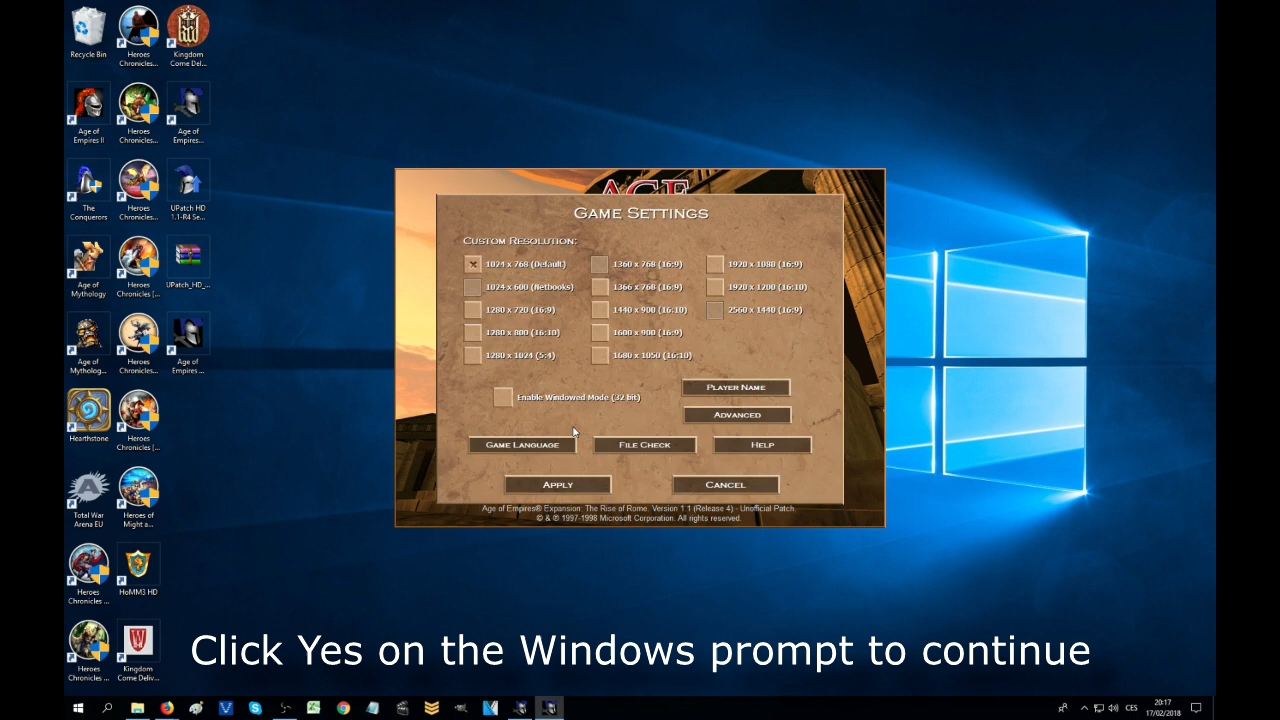 Recycle Bin
Heroes
Chronicles...
Kingdom
Come Del...
Age of
Empires II
Heroes
Chronicles...
Age of
Empires...
The
Conquerors
Heroes
Chronicles...
UPatch HD
1.1-R4 Se...
Age of
Mythology
Heroes
Chronicles [...
UPatch_HD_...
Age of
Mytholog...
Heroes
Chronicles...
Age of
Empires ...
Hearthstone
Heroes
Chronicles [...
Total War
Arena EU
Heroes of
Might a...
Heroes
Chronicles ...
HoMM3 HD
Heroes
Chronicles ...
Kingdom
Come Deliv...
AGE
GAME SETTINGS
CUSTOM RESOLUTION:
1024 x 768 (Default)
1360 x 768 (16:9)
1920 x 1080 (16:9)
1024 x 600 (Netbooks)
1366 x 768 (16:9)
1920 x 1200 (16:10)
1280 x 720 (16:9)
1440 x 900 (16:10)
2560 x 1440 (16:9)
1280 x 800 (16:10)
1600 x 900 (16:9)
1280 x 1024 (5:4)
1680 x 1050 (16:10)
PLAYER NAME
Enable Windowed Mode (32 bit)
ADVANCED
GAME LANGUAGE
FILE CHECK
HELP
APPLY
CANCEL
Age of Empires® Expansion: The Rise of Rome. Version 1.1 (Release 4) - Unofficial Patch.
© & ℗ 1997-1998 Microsoft Corporation. All rights reserved.
Click Yes on the Windows prompt to continue
CES
20:17
17/02/2018